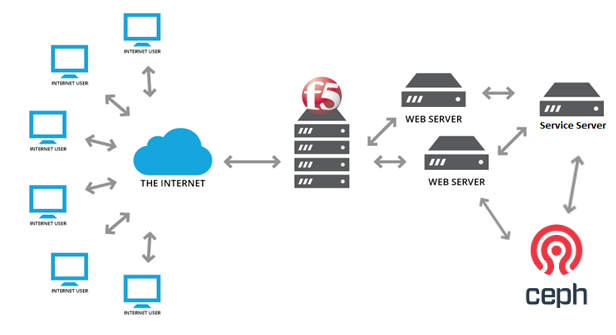 INTERNET USER
INTERNET USER
INTERNET USER
INTERNET USER
INTERNET USER
INTERNET USER
THE INTERNET
f5
WEB SERVER
WEB SERVER
Service Server
ceph